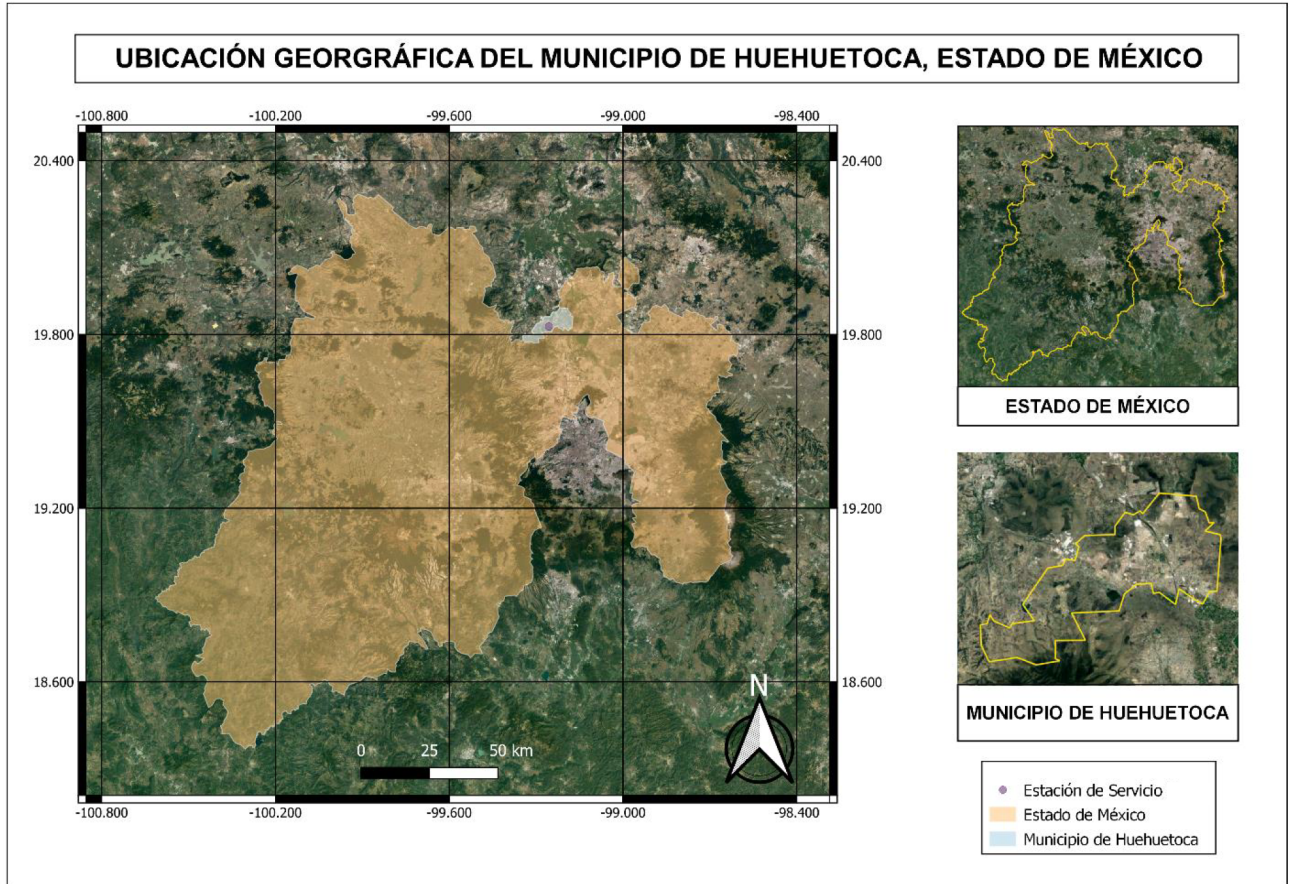 UBICACIÓN GEORGRÁFICA DEL MUNICIPIO DE HUEHUETOCA, ESTADO DE MÉXICO
-100.800 -100.200 -99.600 -99.000 -98.400
20.400 20.400
19.800 19.800
19.200 19.200
18.600 18.600
N
0 25 50 km
-100.800 -100.200 -99.600 -99.000 -98.400
ESTADO DE MÉXICO
MUNICIPIO DE HUEHUETOCA
Estación de Servicio
Estado de México
Municipio de Huehuetoca